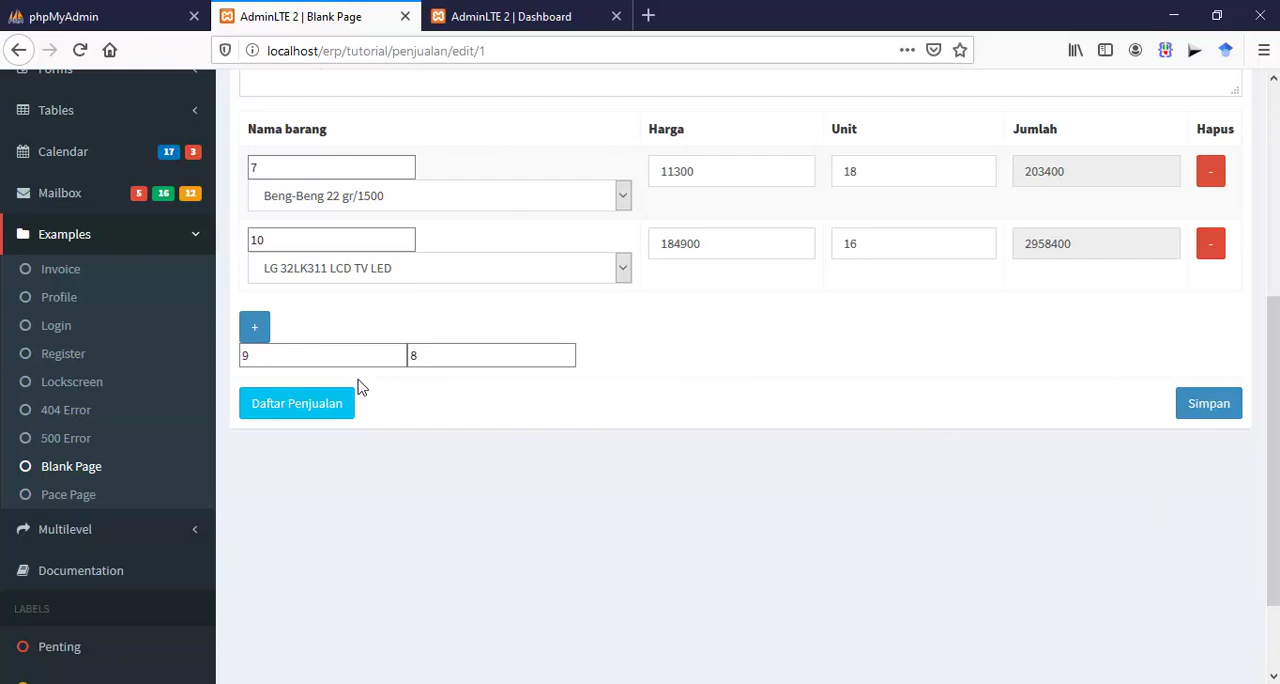 phpMyAdmin
AdminLTE 2 | Blank Page
AdminLTE 2 | Dashboard
localhost/erp/tutorial/penjualan/edit/1
Forms
Tables
Calendar 17 3
Mailbox 5 16 12
Examples
Invoice
Profile
Login
Register
Lockscreen
404 Error
500 Error
Blank Page
Pace Page
Multilevel
Documentation
LABELS
Penting
Nama barang Harga Unit Jumlah Hapus
7
Beng-Beng 22 gr/1500
11300 18 203400 -
10
LG 32LK311 LCD TV LED
184900 16 2958400 -
+
9 8
Daftar Penjualan Simpan